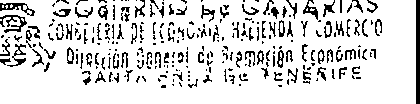 GOBIERNO DE CANARIAS
CONSEJERIA DE ECONOMIA, HACIENDA Y COMERCIO
Dirección General de Promoción Económica
SANTA CRUZ DE TENERIFE